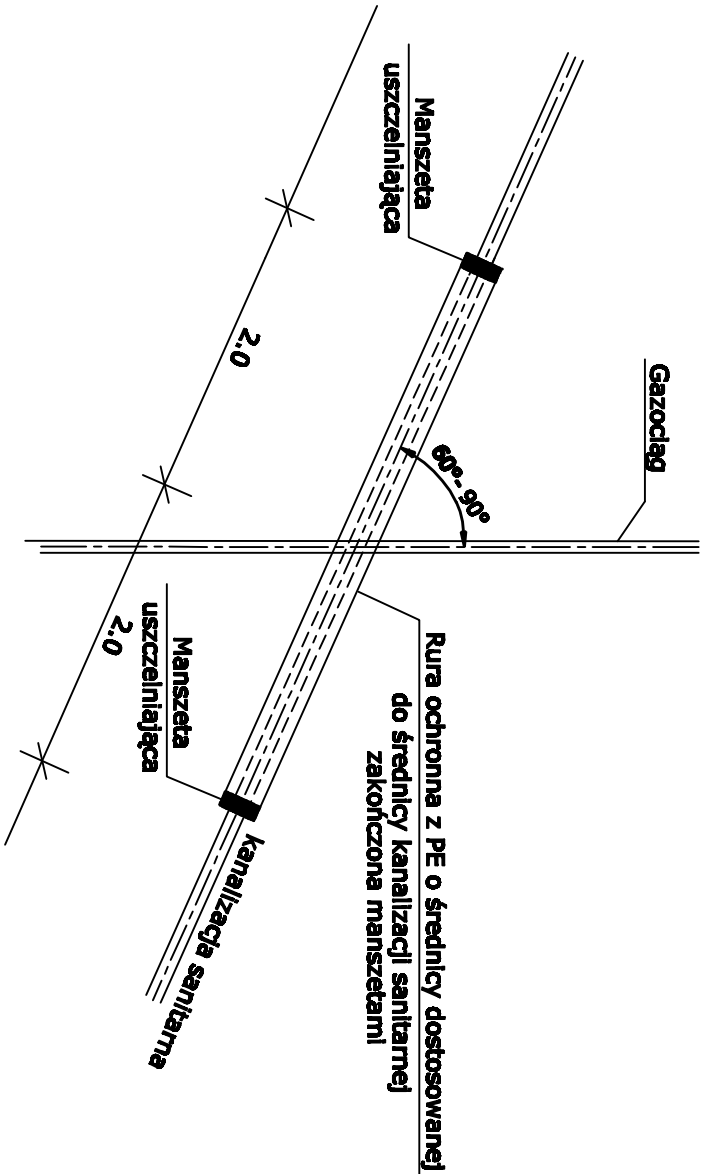 Manszeta
uszczelniająca
Gazociąg
60°- 90°
2.0
2.0
Manszeta
uszczelniająca
Rura ochronna z PE o średnicy dostosowanej
do średnicy kanalizacji sanitarnej
zakończona manszetami
kanalizacja sanitarna